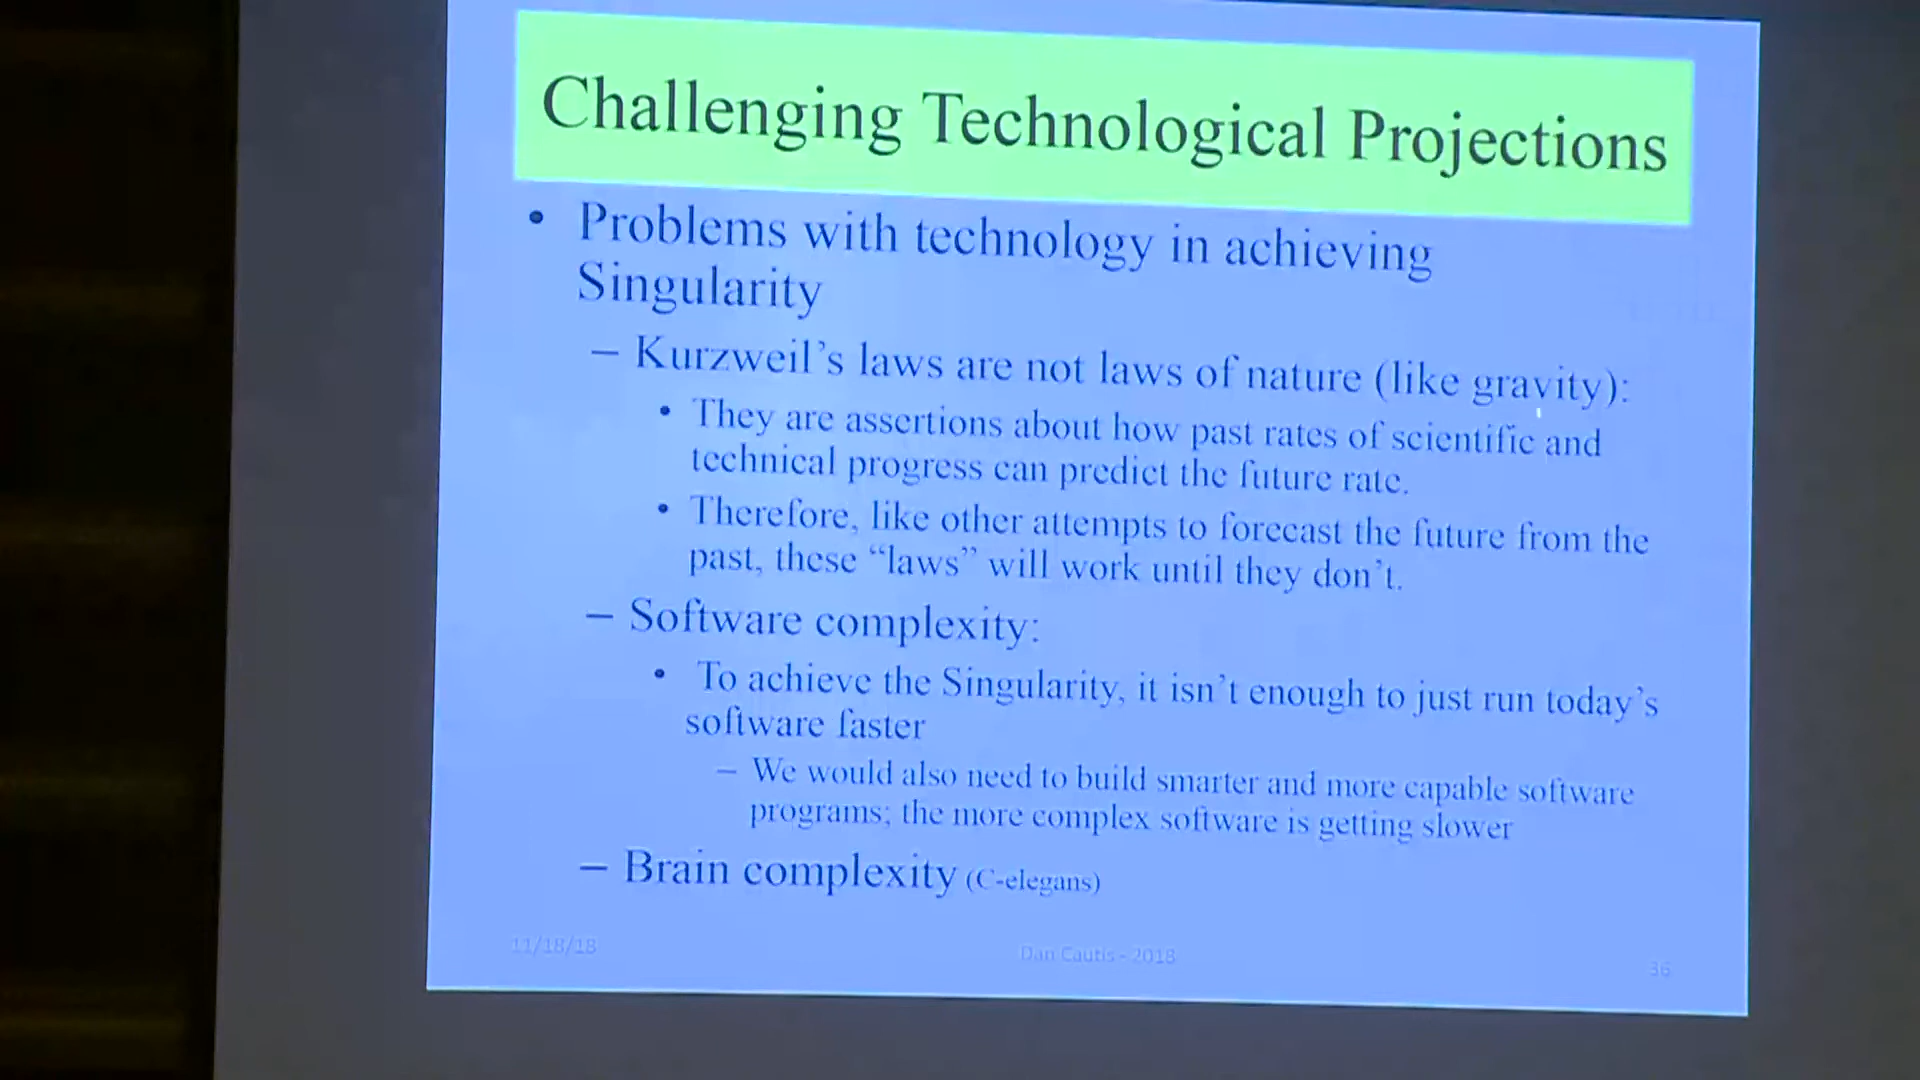 Challenging Technological Projections
• Problems with technology in achieving
Singularity
– Kurzweil's laws are not laws of nature (like gravity):
• They are assertions about how past rates of scientific and
technical progress can predict the future rate.
• Therefore, like other attempts to forecast the future from the
past, these “laws” will work until they don't.
– Software complexity:
• To achieve the Singularity, it isn't enough to just run today's
software faster
– We would also need to build smarter and more capable software
programs; the more complex software is getting slower
– Brain complexity (C-elegans)
11/18/18 Dan Cautis - 2018 36